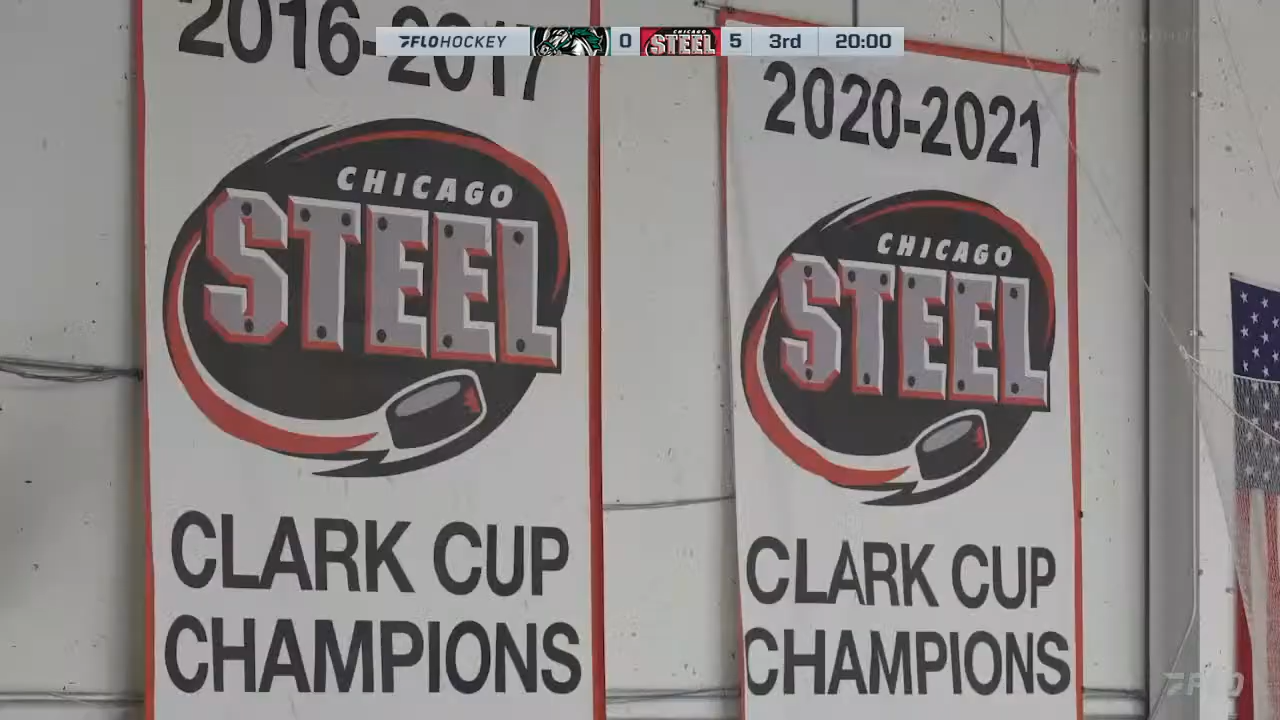 FLOHOCKEY 0 CHICAGO STEEL 5 3rd 20:00
2016-2017
CHICAGO
STEEL
CLARK CUP
CHAMPIONS
2020-2021
CHICAGO
STEEL
CLARK CUP
CHAMPIONS
FLO